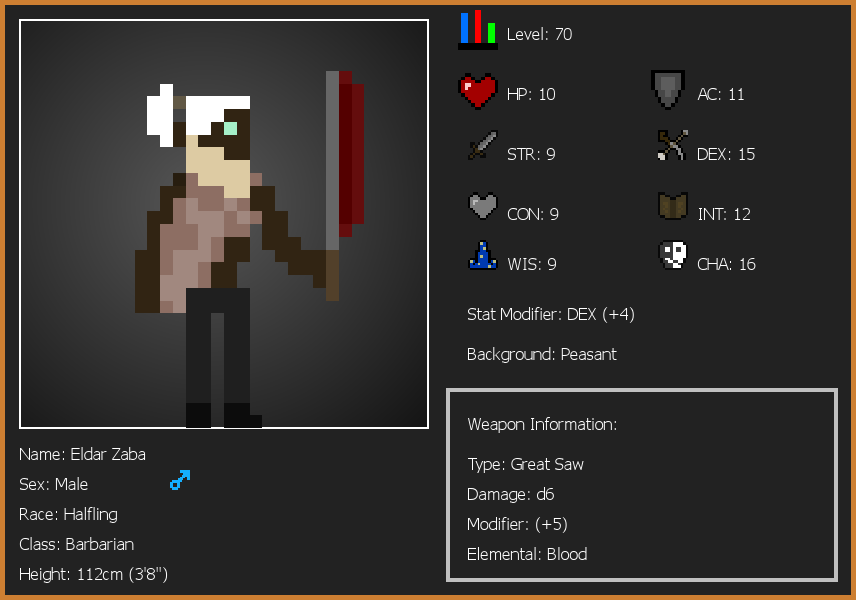 Level: 70
HP: 10
AC: 11
STR: 9
DEX: 15
CON: 9
INT: 12
WIS: 9
CHA: 16
Stat Modifier: DEX (+4)
Background: Peasant
Weapon Information:
Type: Great Saw
Damage: d6
Modifier: (+5)
Elemental: Blood
Name: Eldar Zaba
Sex: Male
Race: Halfling
Class: Barbarian
Height: 112cm (3'8")